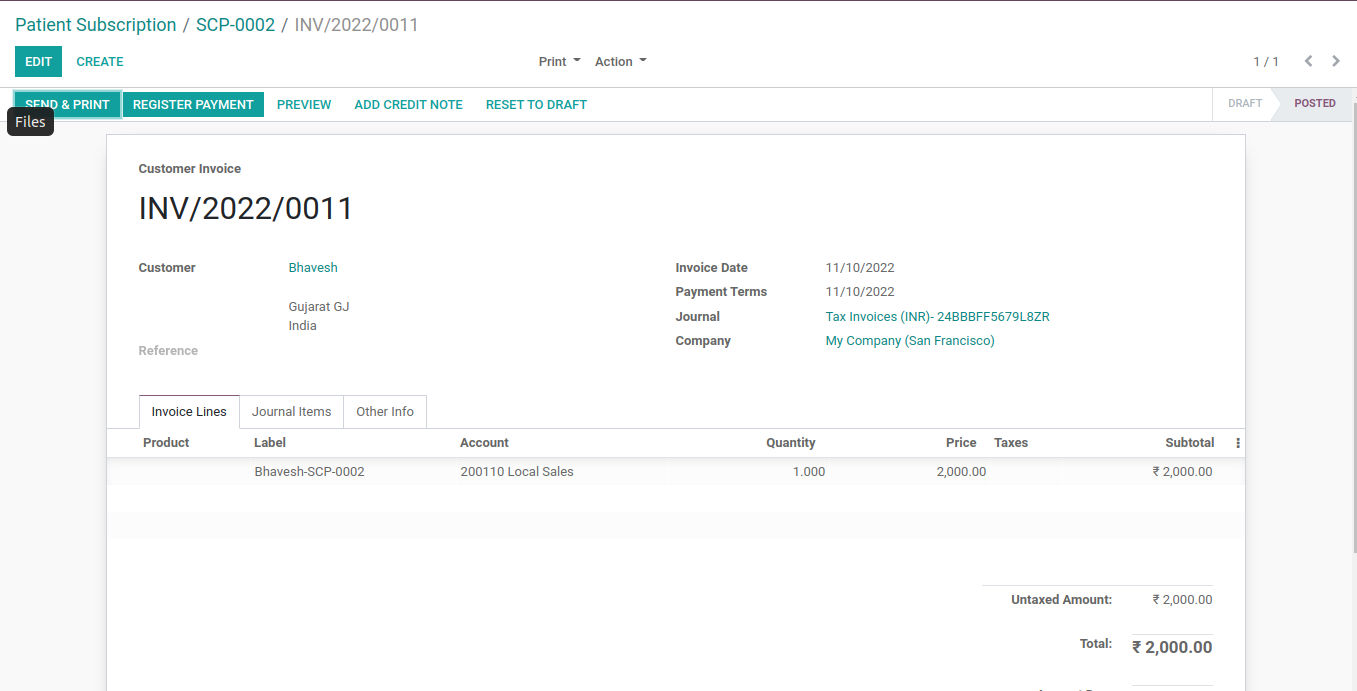 Patient Subscription / SCP-0002 / INV/2022/0011
EDIT CREATE Print Action 1 / 1
SEND & PRINT REGISTER PAYMENT PREVIEW ADD CREDIT NOTE RESET TO DRAFT DRAFT POSTED
Files
Customer Invoice
INV/2022/0011
Customer Bhavesh Invoice Date 11/10/2022
Payment Terms 11/10/2022
Gujarat GJ
Journal Tax Invoices (INR)- 24BBBFF5679L8ZR
India
Company My Company (San Francisco)
Reference
Invoice Lines Journal Items Other Info
Product Label Account Quantity Price Taxes Subtotal
Bhavesh-SCP-0002 200110 Local Sales 1.000 2,000.00 ₹ 2,000.00
Untaxed Amount: ₹ 2,000.00
Total: ₹ 2,000.00